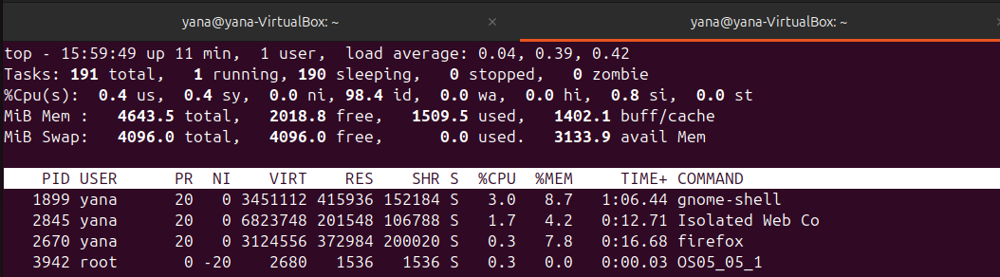 yana@yana-VirtualBox: ~ × yana@yana-VirtualBox: ~
top - 15:59:49 up 11 min,  1 user,  load average: 0.04, 0.39, 0.42
Tasks: 191 total,   1 running, 190 sleeping,   0 stopped,   0 zombie
%Cpu(s):  0.4 us,  0.4 sy,  0.0 ni, 98.4 id,  0.0 wa,  0.0 hi,  0.8 si,  0.0 st
MiB Mem :   4643.5 total,   2018.8 free,   1509.5 used,   1402.1 buff/cache
MiB Swap:   4096.0 total,   4096.0 free,      0.0 used.   3133.9 avail Mem
PID USER      PR  NI    VIRT    RES    SHR S  %CPU  %MEM     TIME+ COMMAND
1899 yana      20   0 3451112 415936 152184 S   3.0   8.7   1:06.44 gnome-shell
2845 yana      20   0 6823748 201548 106788 S   1.7   4.2   0:12.71 Isolated Web Co
2670 yana      20   0 3124556 372984 200020 S   0.3   7.8   0:16.68 firefox
3942 root       0 -20    2680   1536   1536 S   0.3   0.0   0:00.03 OS05_05_1